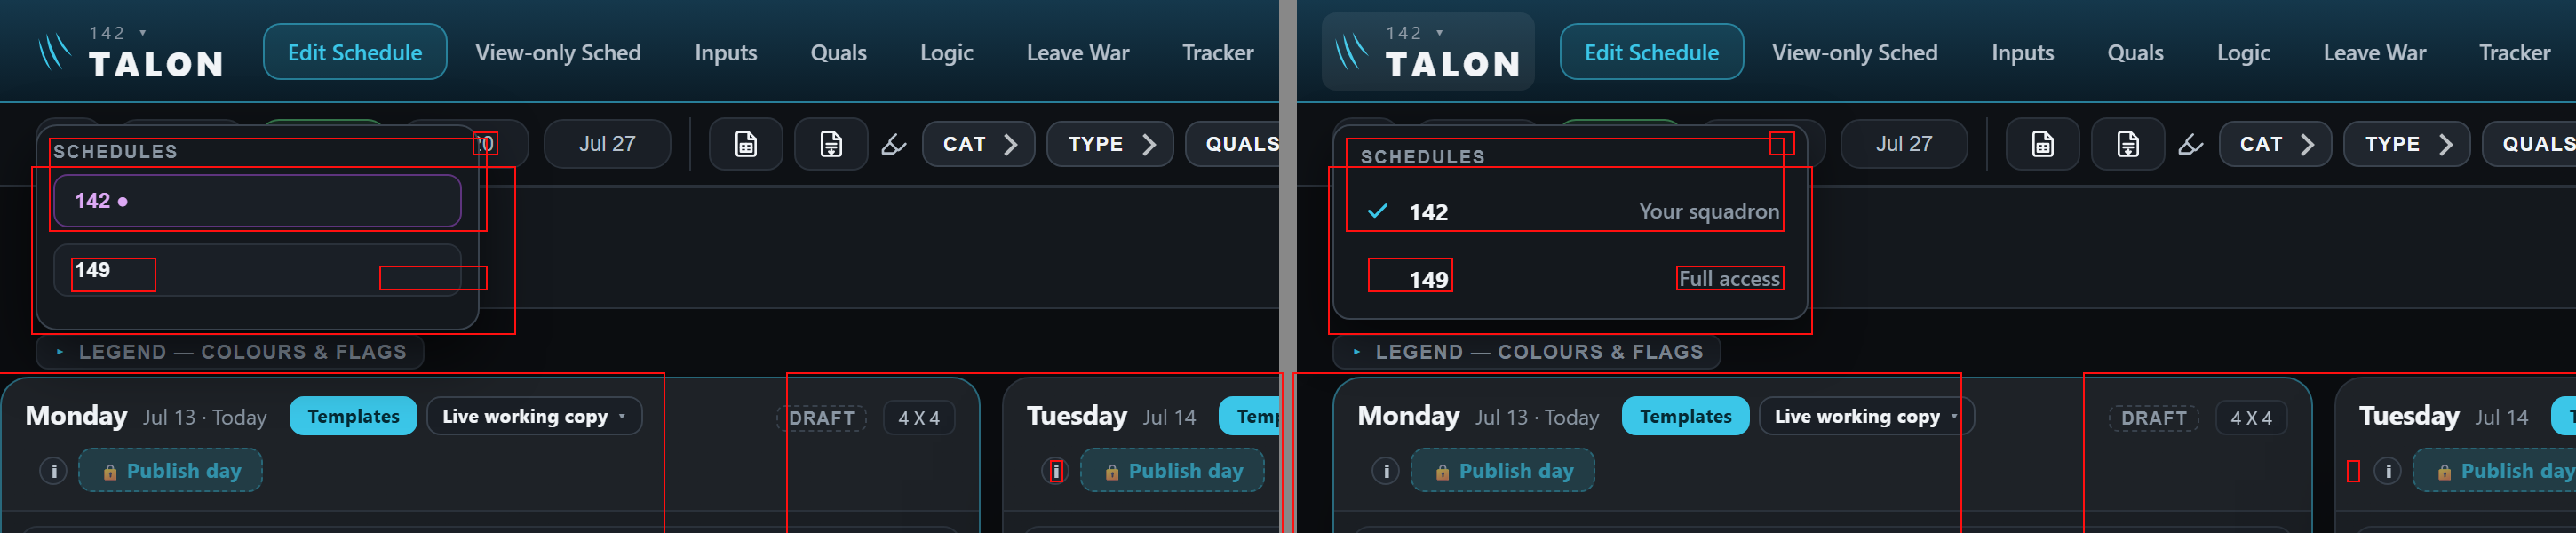 142 ▾
TALON
Edit Schedule
View-only Sched
Inputs
Quals
Logic
Leave War
Tracker
Jul 27
CAT
TYPE
QUALS
SCHEDULES
142 ●
149
LEGEND — COLOURS & FLAGS
Monday Jul 13 · Today Templates Live working copy ▾ DRAFT 4 X 4
i Publish day
Tuesday Jul 14
i Publish day
142 ▾
TALON
Edit Schedule
View-only Sched
Inputs
Quals
Logic
Leave War
Tracker
Jul 27
CAT
TYPE
QUALS
SCHEDULES
✓ 142 Your squadron
149 Full access
LEGEND — COLOURS & FLAGS
Monday Jul 13 · Today Templates Live working copy ▾ DRAFT 4 X 4
i Publish day
Tuesday Jul 14
i Publish day